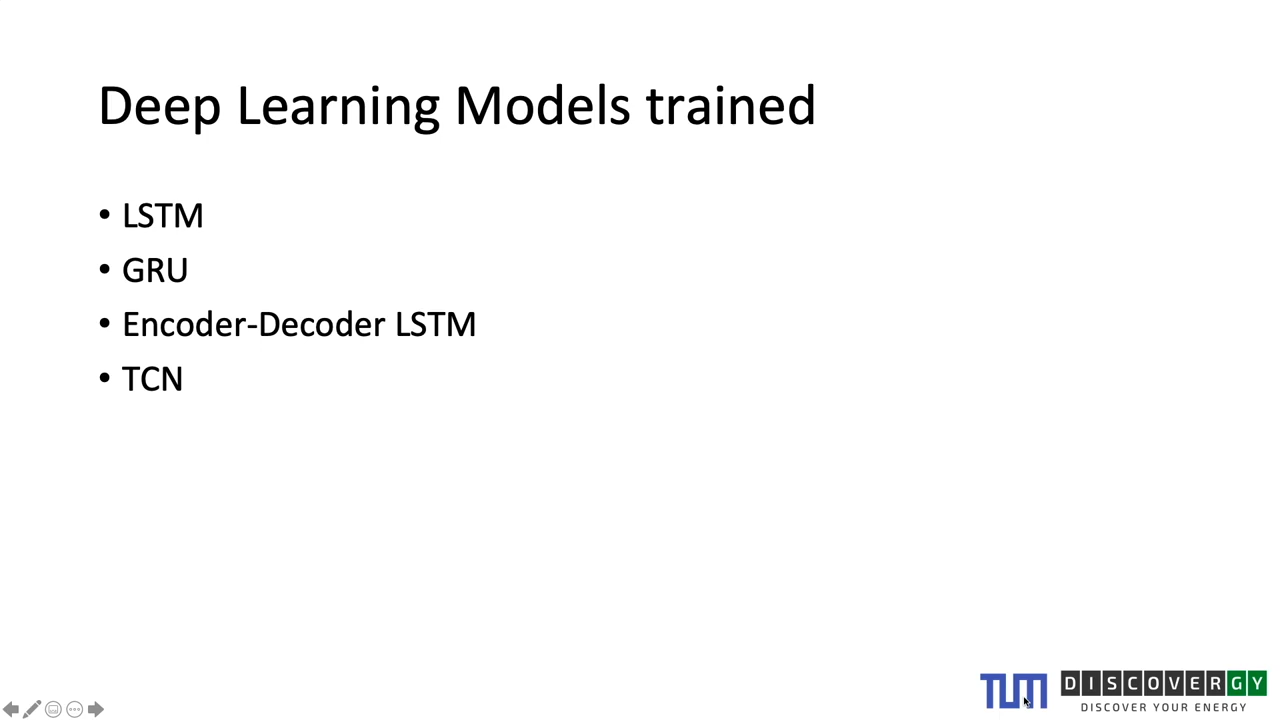 Deep Learning Models trained
• LSTM
• GRU
• Encoder-Decoder LSTM
• TCN
TUM DISCOVERGY
DISCOVER YOUR ENERGY